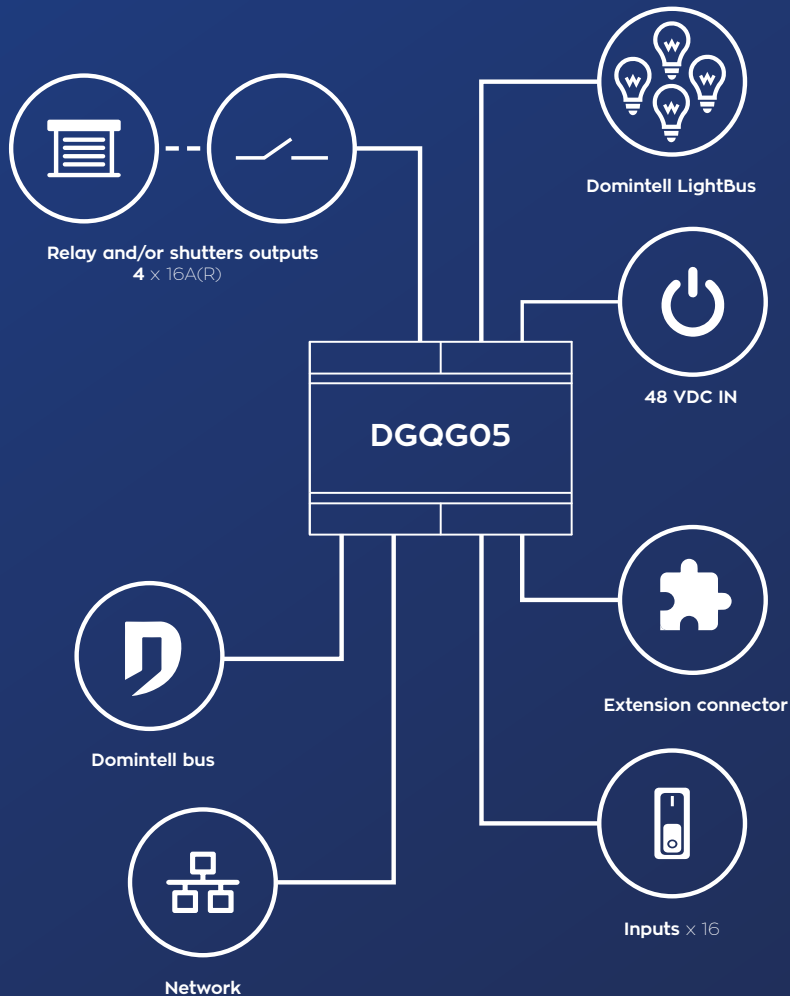 Domintell LightBus
Relay and/or shutters outputs
4 x 16A(R)
48 VDC IN
DGQG05
Extension connector
Domintell bus
Inputs x 16
Network